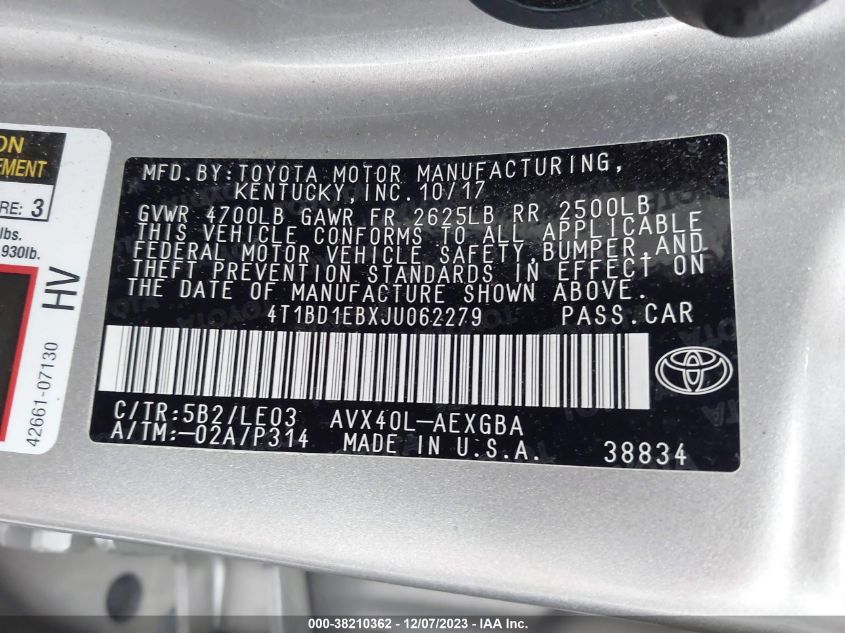 ON
EMENT
RE: 3
lbs.
930lb.
HV
42661-07130
MFD.BY:TOYOTA MOTOR MANUFACTURING,
KENTUCKY,INC.10/17
GVWR 4700LB GAWR FR 2625LB RR 2500LB
THIS VEHICLE CONFORMS TO ALL APPLICABLE
FEDERAL MOTOR VEHICLE SAFETY,BUMPER,AND
THEFT PREVENTION STANDARDS IN EFFECT ON
THE DATE OF MANUFACTURE SHOWN ABOVE.
4T1BD1EBXJU062279 PASS.CAR
C/TR:5B2/LE03 AVX40L-AEXGBA
A/TM:-02A/P314 MADE IN U.S.A. 38834
000-38210362 - 12/07/2023 - © IAA, Inc.